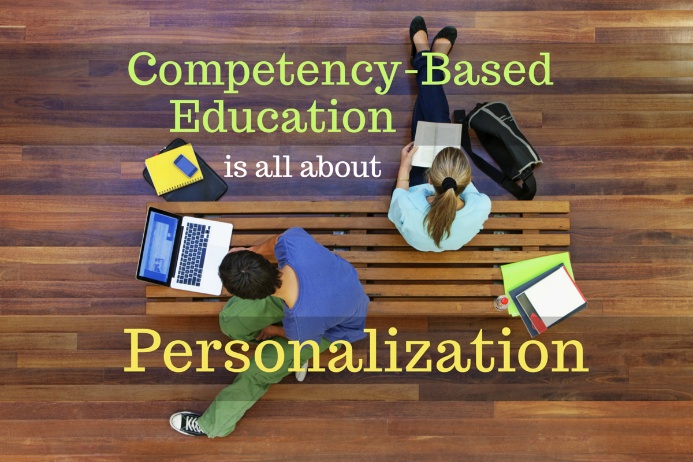 Competency-Based
Education
is all about
Personalization